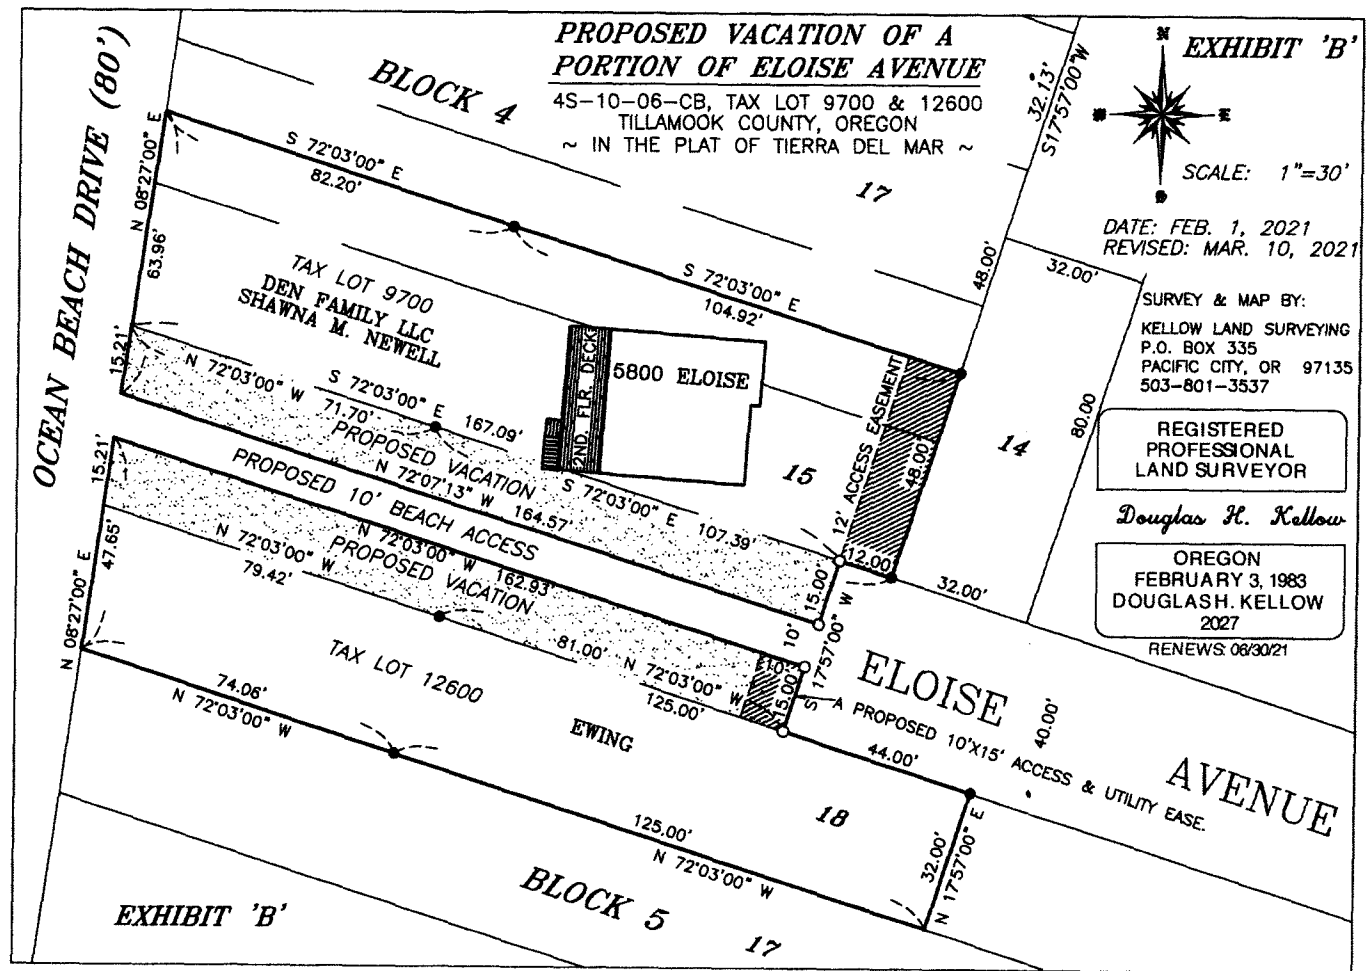 PROPOSED VACATION OF A
PORTION OF ELOISE AVENUE
4S-10-06-CB, TAX LOT 9700 & 12600
TILLAMOOK COUNTY, OREGON
~ IN THE PLAT OF TIERRA DEL MAR ~
EXHIBIT 'B'
N
E
SCALE: 1"=30'
DATE: FEB. 1, 2021
REVISED: MAR. 10, 2021
SURVEY & MAP BY:
KELLOW LAND SURVEYING
P.O. BOX 335
PACIFIC CITY, OR 97135
503-801-3537
REGISTERED
PROFESSIONAL
LAND SURVEYOR
Douglas H. Kellow
OREGON
FEBRUARY 3, 1983
DOUGLAS H. KELLOW
2027
RENEWS: 06/30/21
OCEAN BEACH DRIVE (80')
BLOCK 4
17
32.13'
S17°57'00"W
48.00'
32.00'
80.00
14
N 08°27'00" E
63.96'
S 72°03'00" E
82.20'
S 72°03'00" E
104.92'
TAX LOT 9700
DEN FAMILY LLC
SHAWNA M. NEWELL
2ND. FLR. DECK
5800 ELOISE
12' ACCESS EASEMENT
48.00'
15
15.21'
N 72°03'00" W
S 72°03'00" E
71.70'
167.09'
PROPOSED VACATION
N 72°07'13" W
164.57'
S 72°03'00" E
107.39'
12.00'
32.00'
15.00'
15.21'
PROPOSED 10' BEACH ACCESS
N 72°03'00" W
162.93'
10'
S 17°57'00" W
47.65'
N 08°27'00" E
N 72°03'00" W
79.42'
PROPOSED VACATION
81.00'
N 72°03'00" W
125.00'
10'
15.00'
ELOISE
AVENUE
40.00'
A PROPOSED 10'X15' ACCESS & UTILITY EASE.
TAX LOT 12600
EWING
74.06'
N 72°03'00" W
44.00'
18
125.00'
N 72°03'00" W
32.00'
N 17°57'00" E
BLOCK 5
17
EXHIBIT 'B'